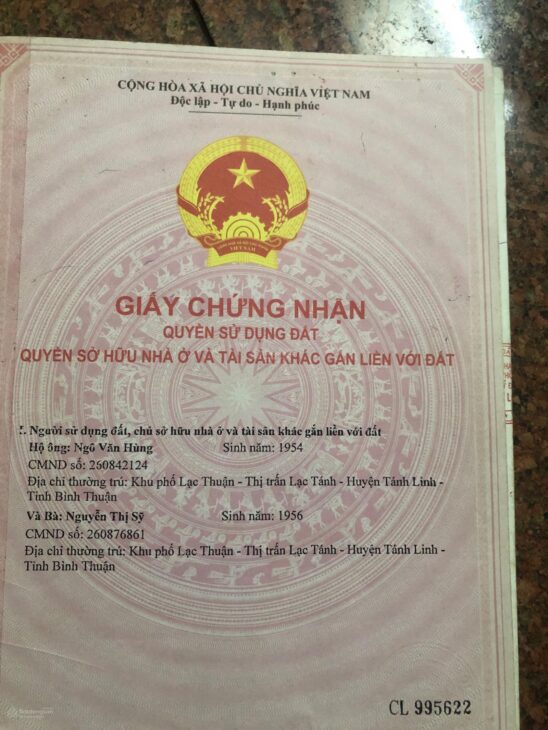 CỘNG HÒA XÃ HỘI CHỦ NGHĨA VIỆT NAM
Độc lập - Tự do - Hạnh phúc
VIỆT NAM
GIẤY CHỨNG NHẬN
QUYỀN SỬ DỤNG ĐẤT
QUYỀN SỞ HỮU NHÀ Ở VÀ TÀI SẢN KHÁC GẮN LIỀN VỚI ĐẤT
I. Người sử dụng đất, chủ sở hữu nhà ở và tài sản khác gắn liền với đất
Hộ ông: Ngô Văn Hùng Sinh năm: 1954
CMND số: 260842124
Địa chỉ thường trú: Khu phố Lạc Thuận - Thị trấn Lạc Tánh - Huyện Tánh Linh -
Tỉnh Bình Thuận
Và Bà: Nguyễn Thị Sỹ Sinh năm: 1956
CMND số: 260876861
Địa chỉ thường trú: Khu phố Lạc Thuận - Thị trấn Lạc Tánh - Huyện Tánh Linh -
Tỉnh Bình Thuận
CL 995622